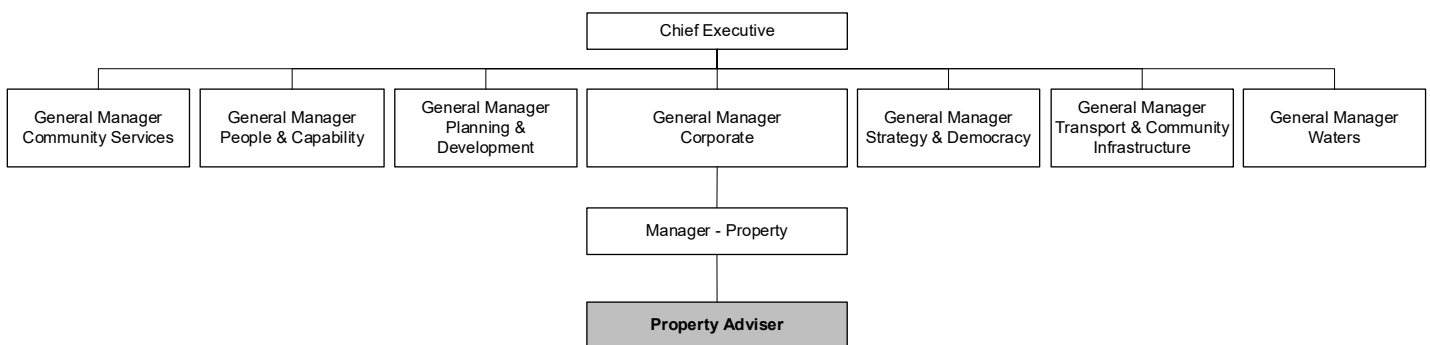 Chief Executive
General Manager
Community Services
General Manager
People & Capability
General Manager
Planning &
Development
General Manager
Corporate
General Manager
Strategy & Democracy
General Manager
Transport & Community
Infrastructure
General Manager
Waters
Manager - Property
Property Adviser